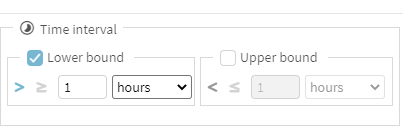 Time interval
Lower bound Upper bound
> ≥ 1 hours < ≤ 1 hours